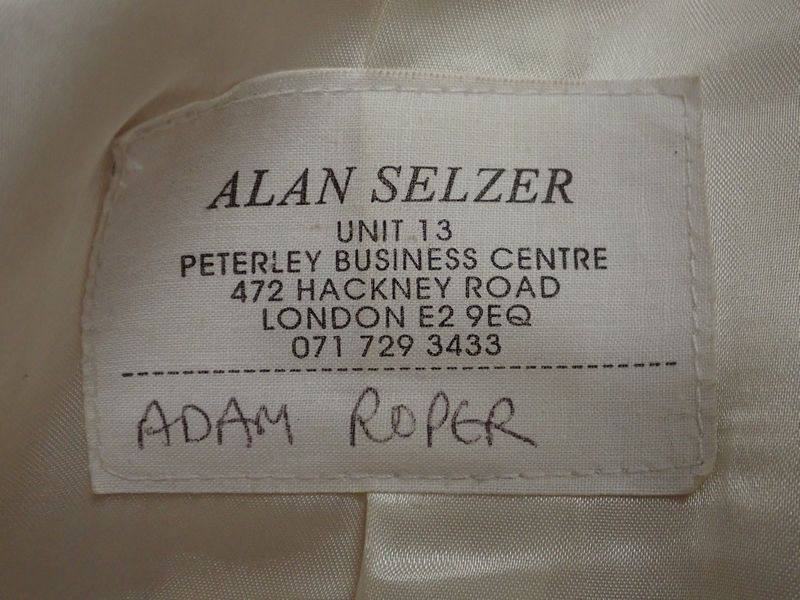 ALAN SELZER
UNIT 13
PETERLEY BUSINESS CENTRE
472 HACKNEY ROAD
LONDON E2 9EQ
071 729 3433
ADAM ROPER